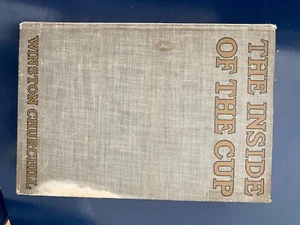 THE INSIDE
OF THE CUP
WINSTON CHURCHILL